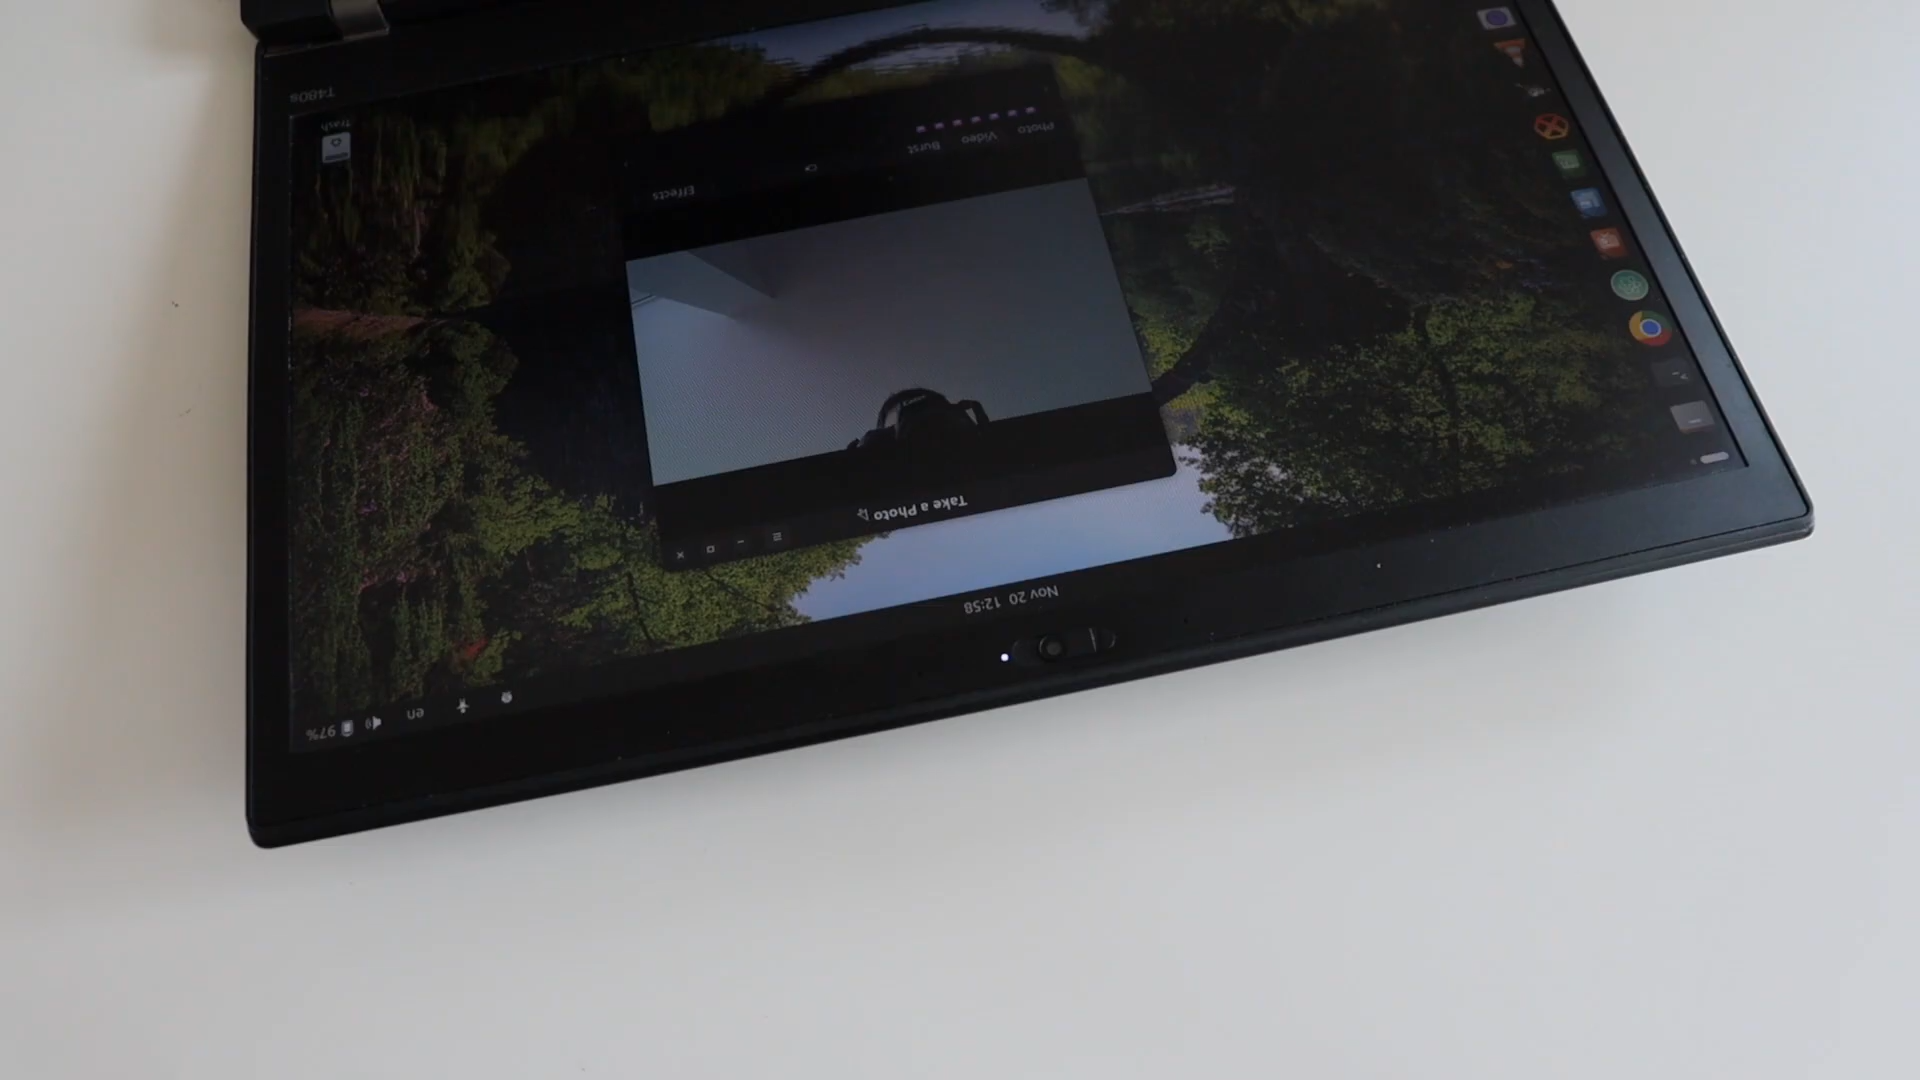 97%
en
Nov 20 12:58
Take a Photo
Photo
Video
Burst
Effects
Trash
T480s